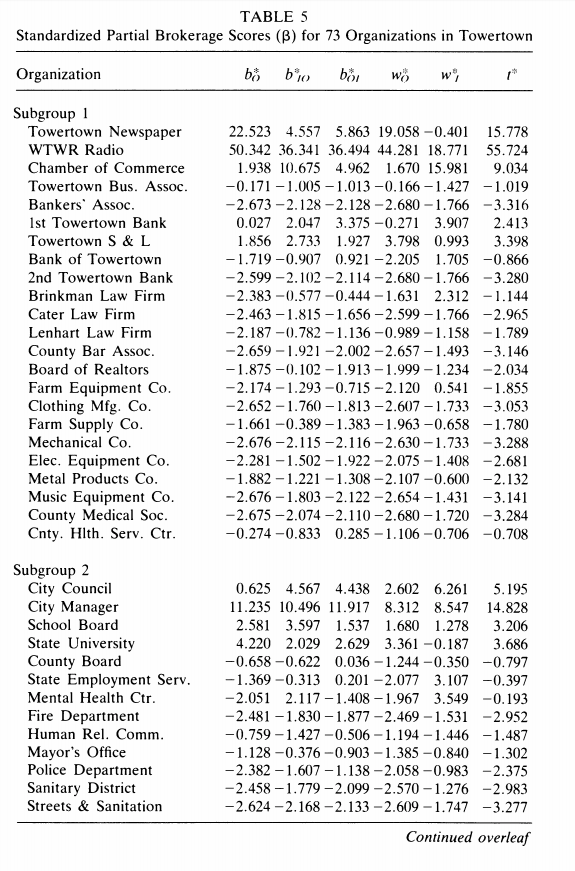 TABLE 5
Standardized Partial Brokerage Scores (β) for 73 Organizations in Towertown
Organization b*O b*IO b*OI w*O w*I t*
Subgroup 1
Towertown Newspaper 22.523 4.557 5.863 19.058 −0.401 15.778
WTWR Radio 50.342 36.341 36.494 44.281 18.771 55.724
Chamber of Commerce 1.938 10.675 4.962 1.670 15.981 9.034
Towertown Bus. Assoc. −0.171 −1.005 −1.013 −0.166 −1.427 −1.019
Bankers' Assoc. −2.673 −2.128 −2.128 −2.680 −1.766 −3.316
1st Towertown Bank 0.027 2.047 3.375 −0.271 3.907 2.413
Towertown S & L 1.856 2.733 1.927 3.798 0.993 3.398
Bank of Towertown −1.719 −0.907 0.921 −2.205 1.705 −0.866
2nd Towertown Bank −2.599 −2.102 −2.114 −2.680 −1.766 −3.280
Brinkman Law Firm −2.383 −0.577 −0.444 −1.631 2.312 −1.144
Cater Law Firm −2.463 −1.815 −1.656 −2.599 −1.766 −2.965
Lenhart Law Firm −2.187 −0.782 −1.136 −0.989 −1.158 −1.789
County Bar Assoc. −2.659 −1.921 −2.002 −2.657 −1.493 −3.146
Board of Realtors −1.875 −0.102 −1.913 −1.999 −1.234 −2.034
Farm Equipment Co. −2.174 −1.293 −0.715 −2.120 0.541 −1.855
Clothing Mfg. Co. −2.652 −1.760 −1.813 −2.607 −1.733 −3.053
Farm Supply Co. −1.661 −0.389 −1.383 −1.963 −0.658 −1.780
Mechanical Co. −2.676 −2.115 −2.116 −2.630 −1.733 −3.288
Elec. Equipment Co. −2.281 −1.502 −1.922 −2.075 −1.408 −2.681
Metal Products Co. −1.882 −1.221 −1.308 −2.107 −0.600 −2.132
Music Equipment Co. −2.676 −1.803 −2.122 −2.654 −1.431 −3.141
County Medical Soc. −2.675 −2.074 −2.110 −2.680 −1.720 −3.284
Cnty. Hlth. Serv. Ctr. −0.274 −0.833 0.285 −1.106 −0.706 −0.708
Subgroup 2
City Council 0.625 4.567 4.438 2.602 6.261 5.195
City Manager 11.235 10.496 11.917 8.312 8.547 14.828
School Board 2.581 3.597 1.537 1.680 1.278 3.206
State University 4.220 2.029 2.629 3.361 −0.187 3.686
County Board −0.658 −0.622 0.036 −1.244 −0.350 −0.797
State Employment Serv. −1.369 −0.313 0.201 −2.077 3.107 −0.397
Mental Health Ctr. −2.051 2.117 −1.408 −1.967 3.549 −0.193
Fire Department −2.481 −1.830 −1.877 −2.469 −1.531 −2.952
Human Rel. Comm. −0.759 −1.427 −0.506 −1.194 −1.446 −1.487
Mayor's Office −1.128 −0.376 −0.903 −1.385 −0.840 −1.302
Police Department −2.382 −1.607 −1.138 −2.058 −0.983 −2.375
Sanitary District −2.458 −1.779 −2.099 −2.570 −1.276 −2.983
Streets & Sanitation −2.624 −2.168 −2.133 −2.609 −1.747 −3.277
Continued overleaf